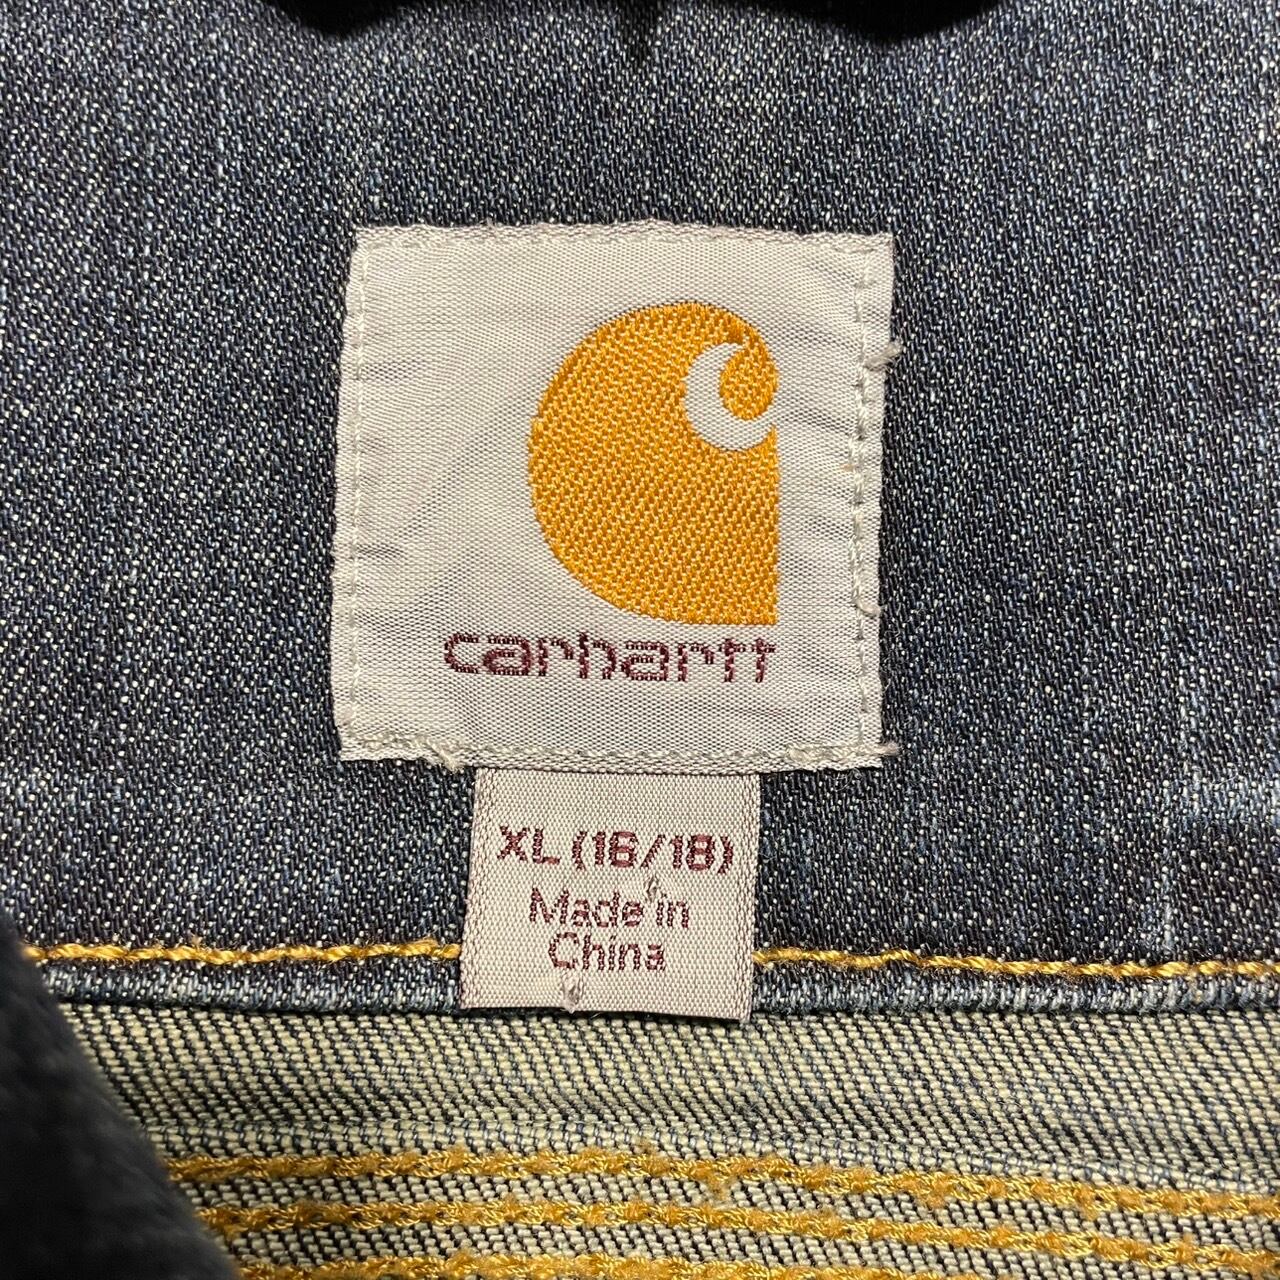 carhartt
XL (16/18)
Made in
China